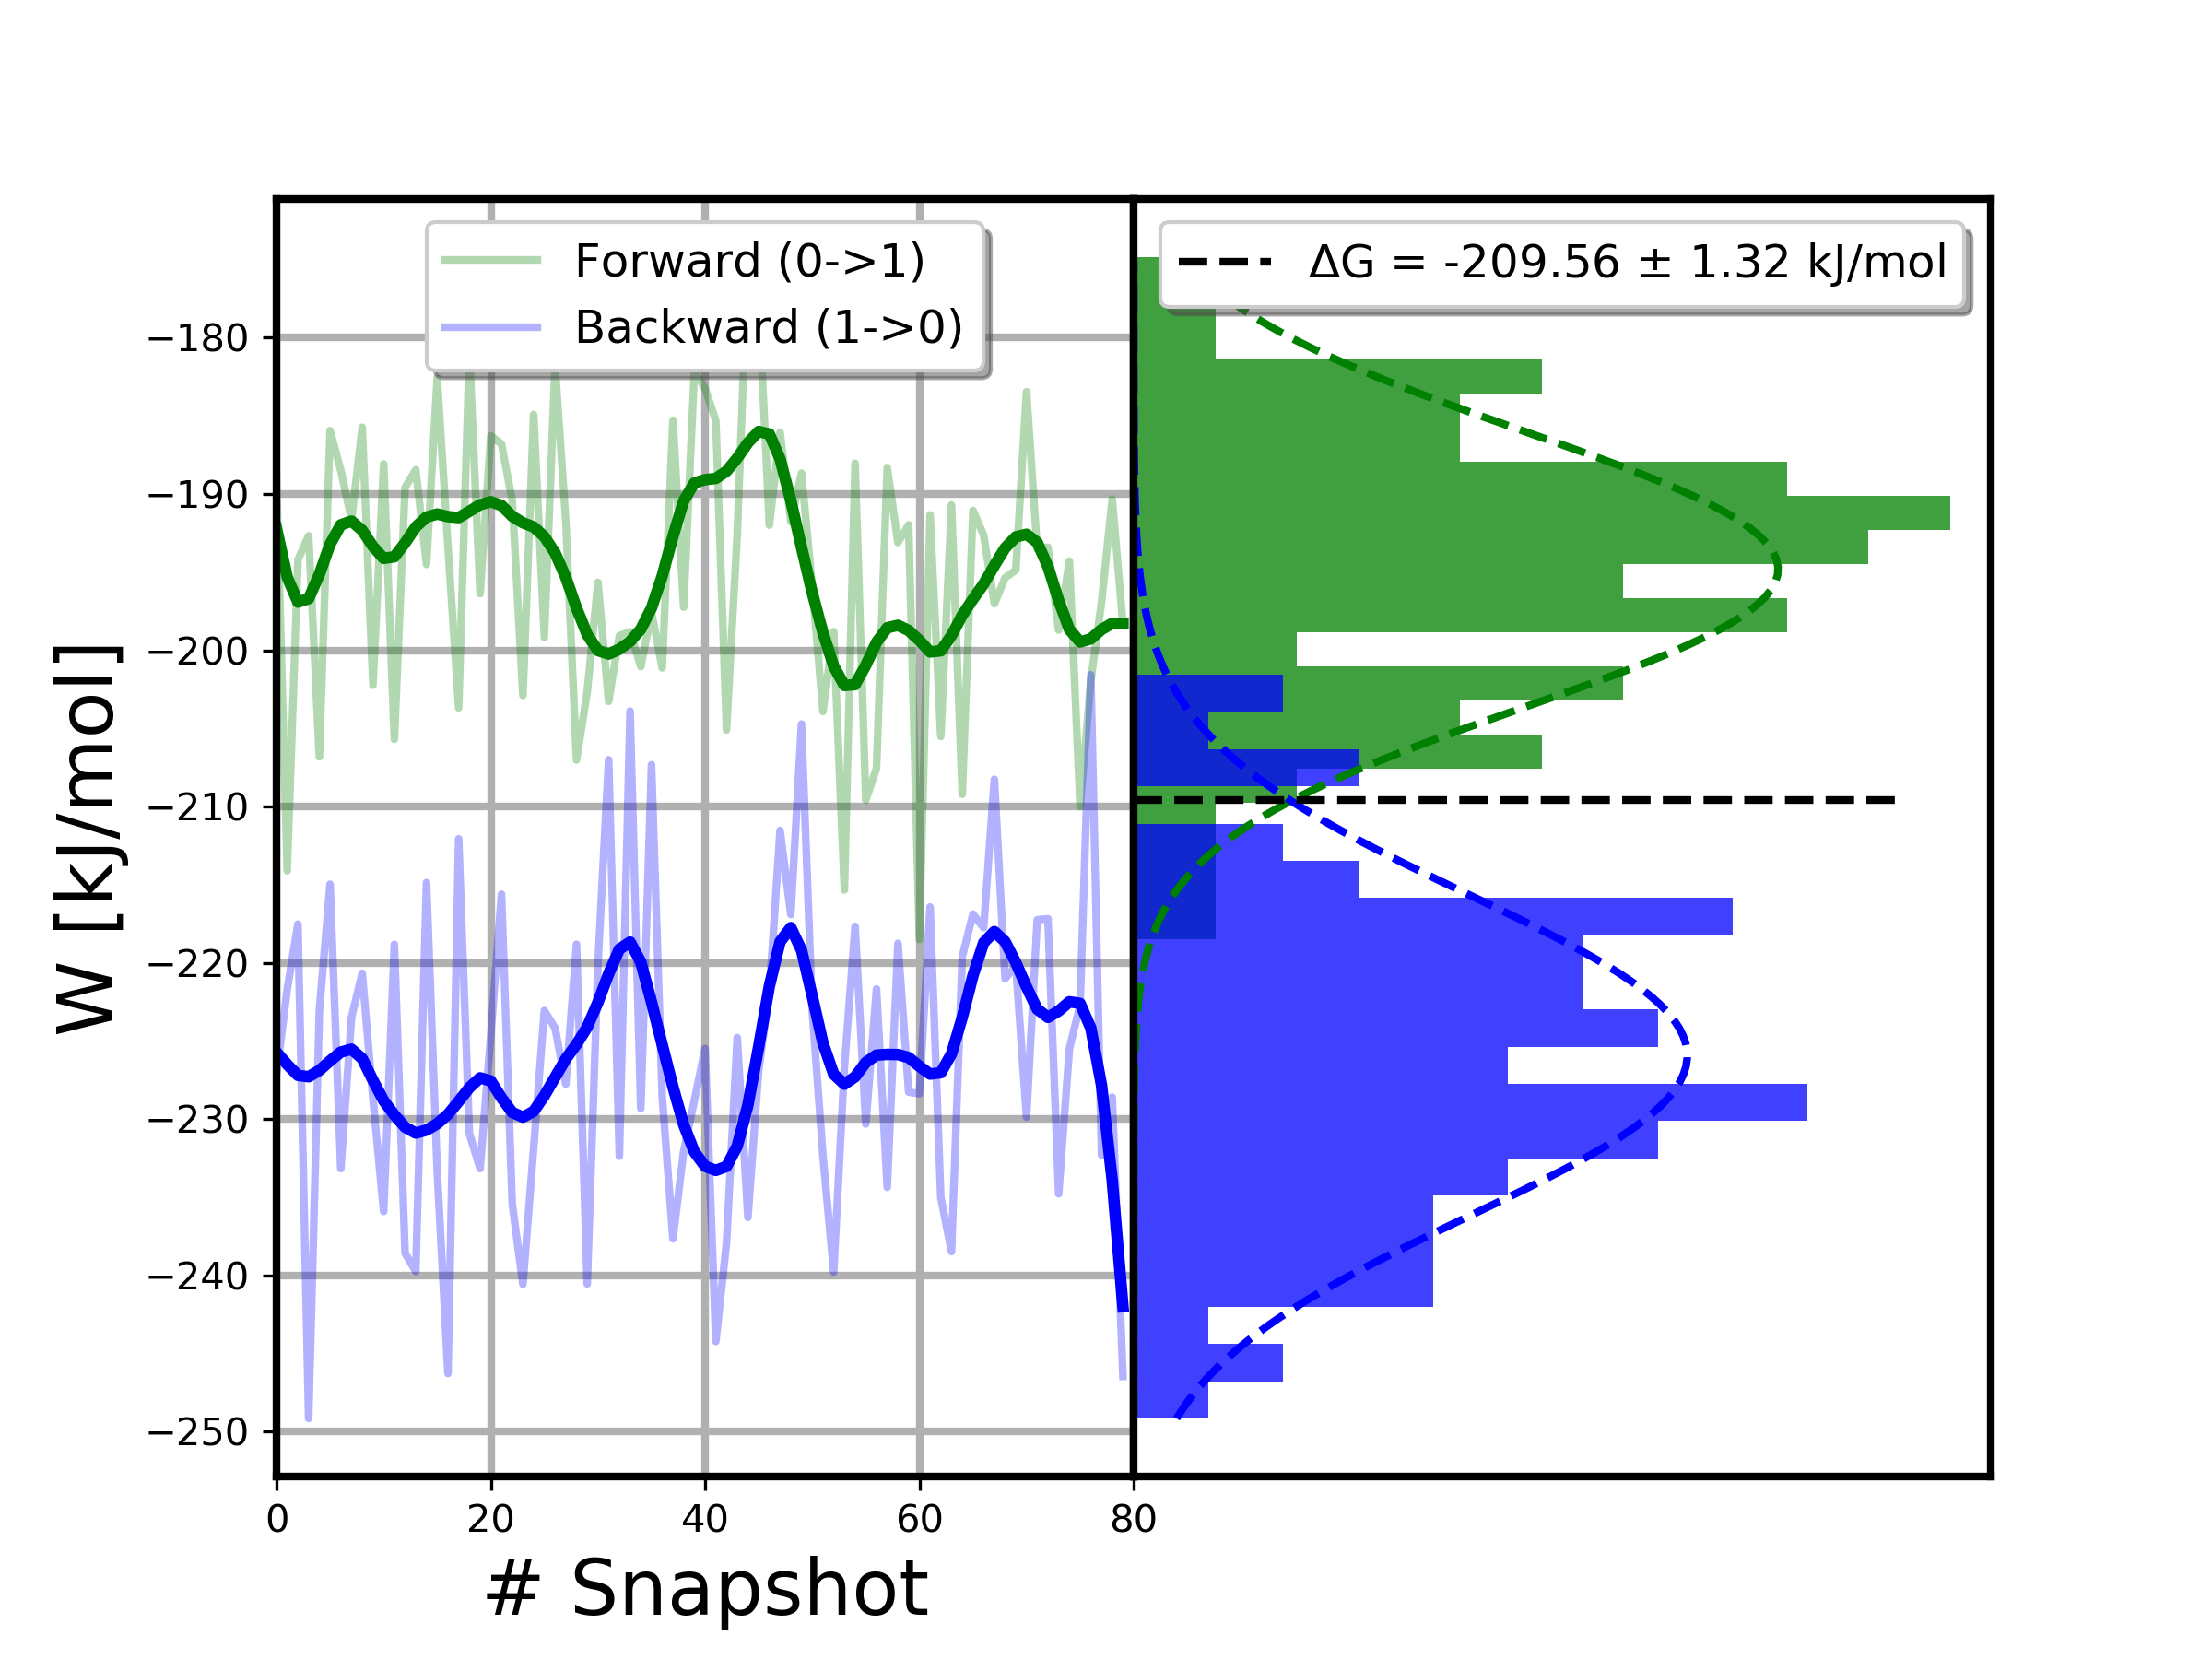 Forward (0->1)
Backward (1->0)
ΔG = -209.56 ± 1.32 kJ/mol
W [kJ/mol]
−180
−190
−200
−210
−220
−230
−240
−250
0
20
40
60
80
# Snapshot